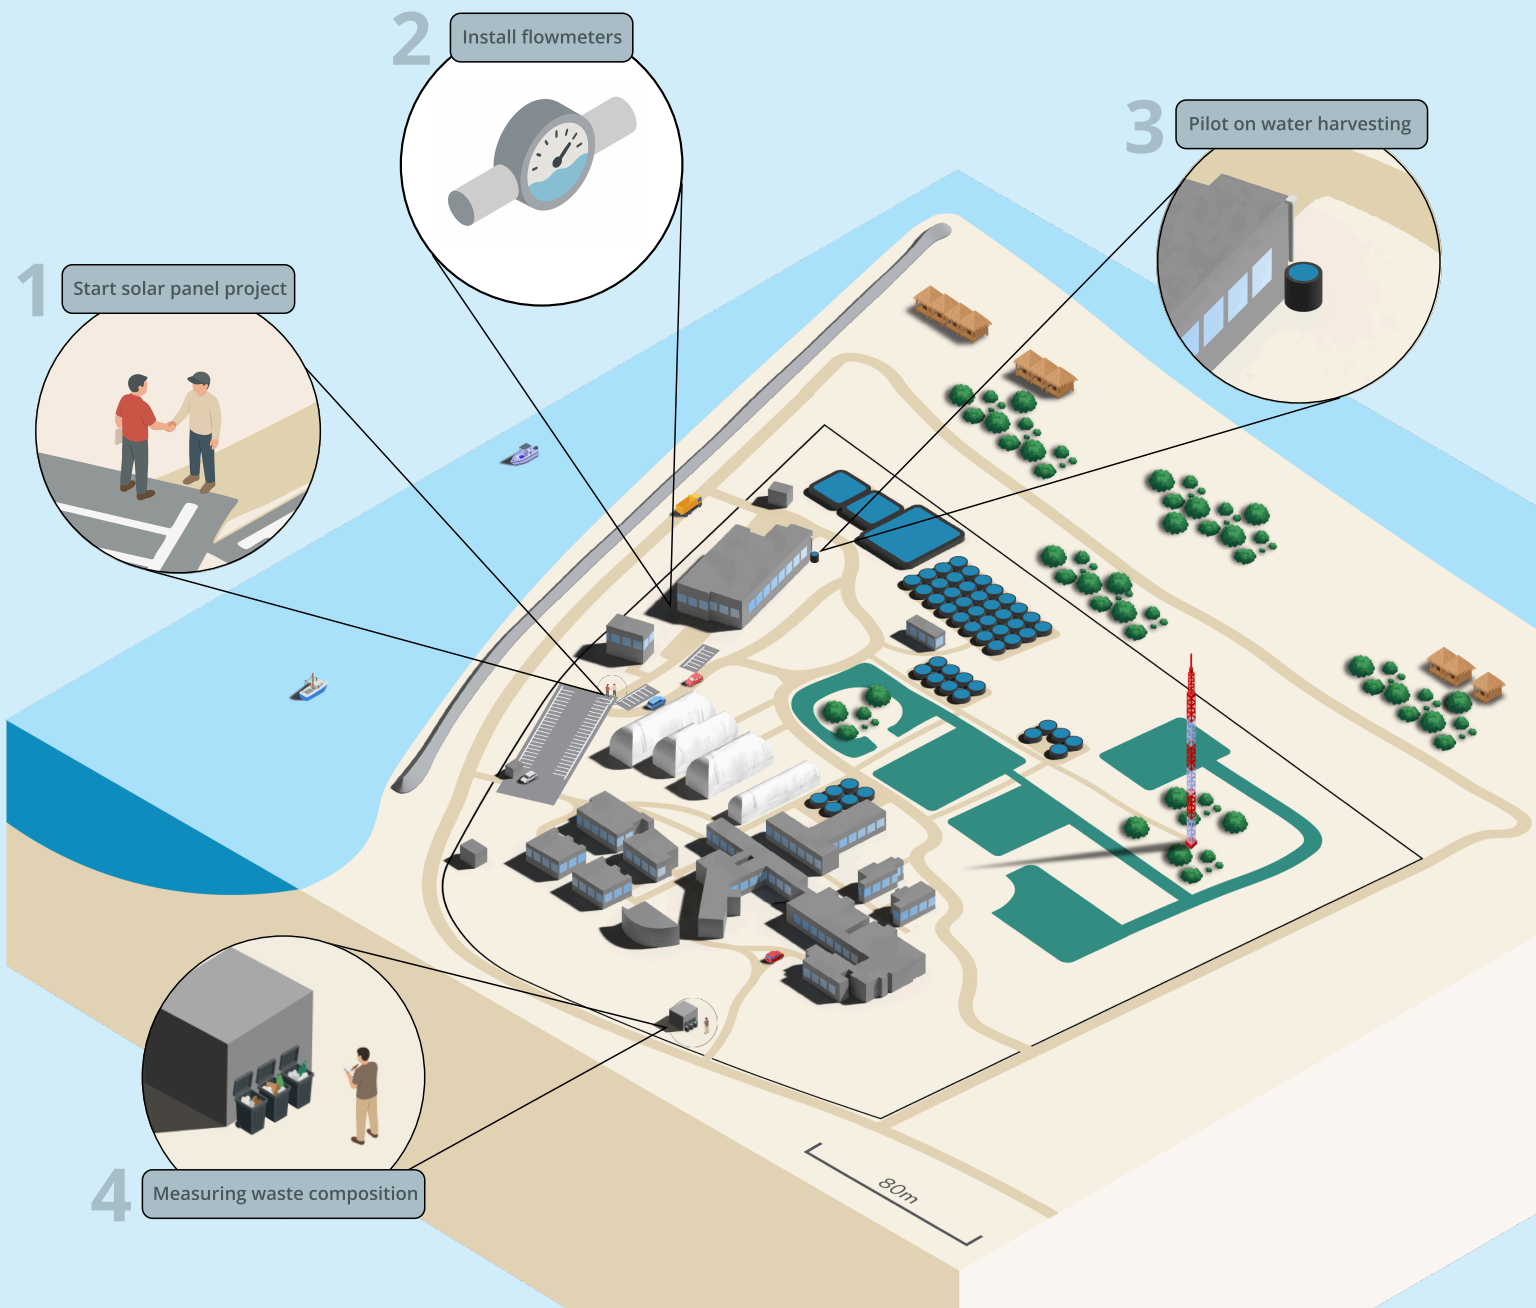 1
Start solar panel project
2
Install flowmeters
3
Pilot on water harvesting
4
Measuring waste composition
80m